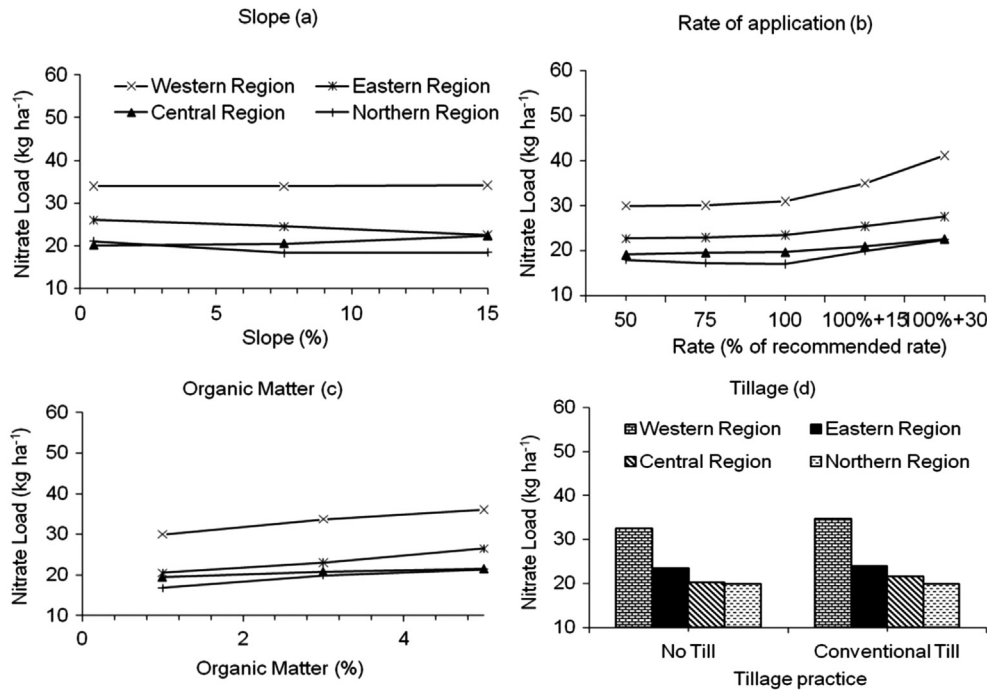 Slope (a)
60
50
40
30
20
10
Nitrate Load (kg ha⁻¹)
Western Region
Eastern Region
Central Region
Northern Region
0 5 10 15
Slope (%)
Rate of application (b)
60
50
40
30
20
10
Nitrate Load (kg ha⁻¹)
50 75 100 100%+15 100%+30
Rate (% of recommended rate)
Organic Matter (c)
60
50
40
30
20
10
Nitrate Load (kg ha⁻¹)
0 2 4
Organic Matter (%)
Tillage (d)
60
50
40
30
20
10
Nitrate Load (kg ha⁻¹)
Western Region
Eastern Region
Central Region
Northern Region
No Till Conventional Till
Tillage practice